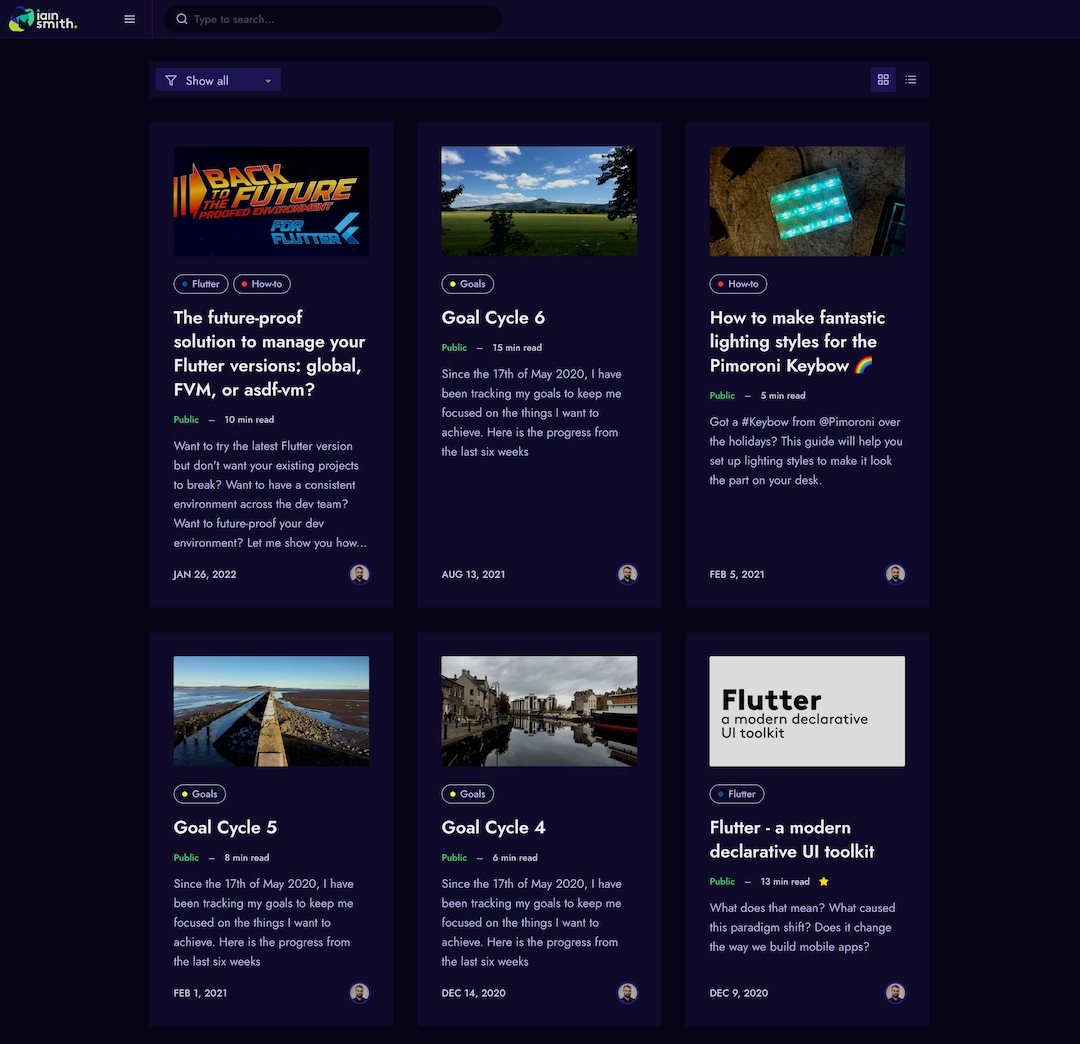 iain
smith.
Type to search...
Show all
BACK
TO THE FUTURE
PROOFED ENVIRONMENT
FOR
FLUTTER
Flutter
How-to
The future-proof
solution to manage your
Flutter versions: global,
FVM, or asdf-vm?
Public – 10 min read
Want to try the latest Flutter version
but don't want your existing projects
to break? Want to have a consistent
environment across the dev team?
Want to future-proof your dev
environment? Let me show you how...
JAN 26, 2022
Goals
Goal Cycle 6
Public – 15 min read
Since the 17th of May 2020, I have
been tracking my goals to keep me
focused on the things I want to
achieve. Here is the progress from
the last six weeks
AUG 13, 2021
How-to
How to make fantastic
lighting styles for the
Pimoroni Keybow 🌈
Public – 5 min read
Got a #Keybow from @Pimoroni over
the holidays? This guide will help you
set up lighting styles to make it look
the part on your desk.
FEB 5, 2021
Goals
Goal Cycle 5
Public – 8 min read
Since the 17th of May 2020, I have
been tracking my goals to keep me
focused on the things I want to
achieve. Here is the progress from
the last six weeks
FEB 1, 2021
Goals
Goal Cycle 4
Public – 6 min read
Since the 17th of May 2020, I have
been tracking my goals to keep me
focused on the things I want to
achieve. Here is the progress from
the last six weeks
DEC 14, 2020
Flutter
a modern declarative
UI toolkit
Flutter
Flutter - a modern
declarative UI toolkit
Public – 13 min read ⭐
What does that mean? What caused
this paradigm shift? Does it change
the way we build mobile apps?
DEC 9, 2020